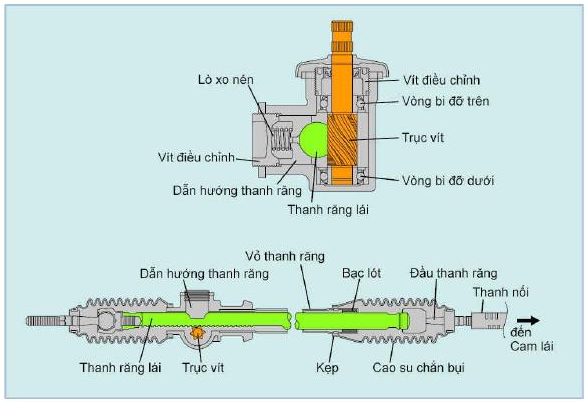 Lò xo nén
Vít điều chỉnh
Vòng bi đỡ trên
Trục vít
Vít điều chỉnh
Dẫn hướng thanh răng
Vòng bi đỡ dưới
Thanh răng lái
Vỏ thanh răng
Dẫn hướng thanh răng
Bạc lót
Đầu thanh răng
Thanh nối
đến
Cam lái
Thanh răng lái
Trục vít
Kẹp
Cao su chắn bụi